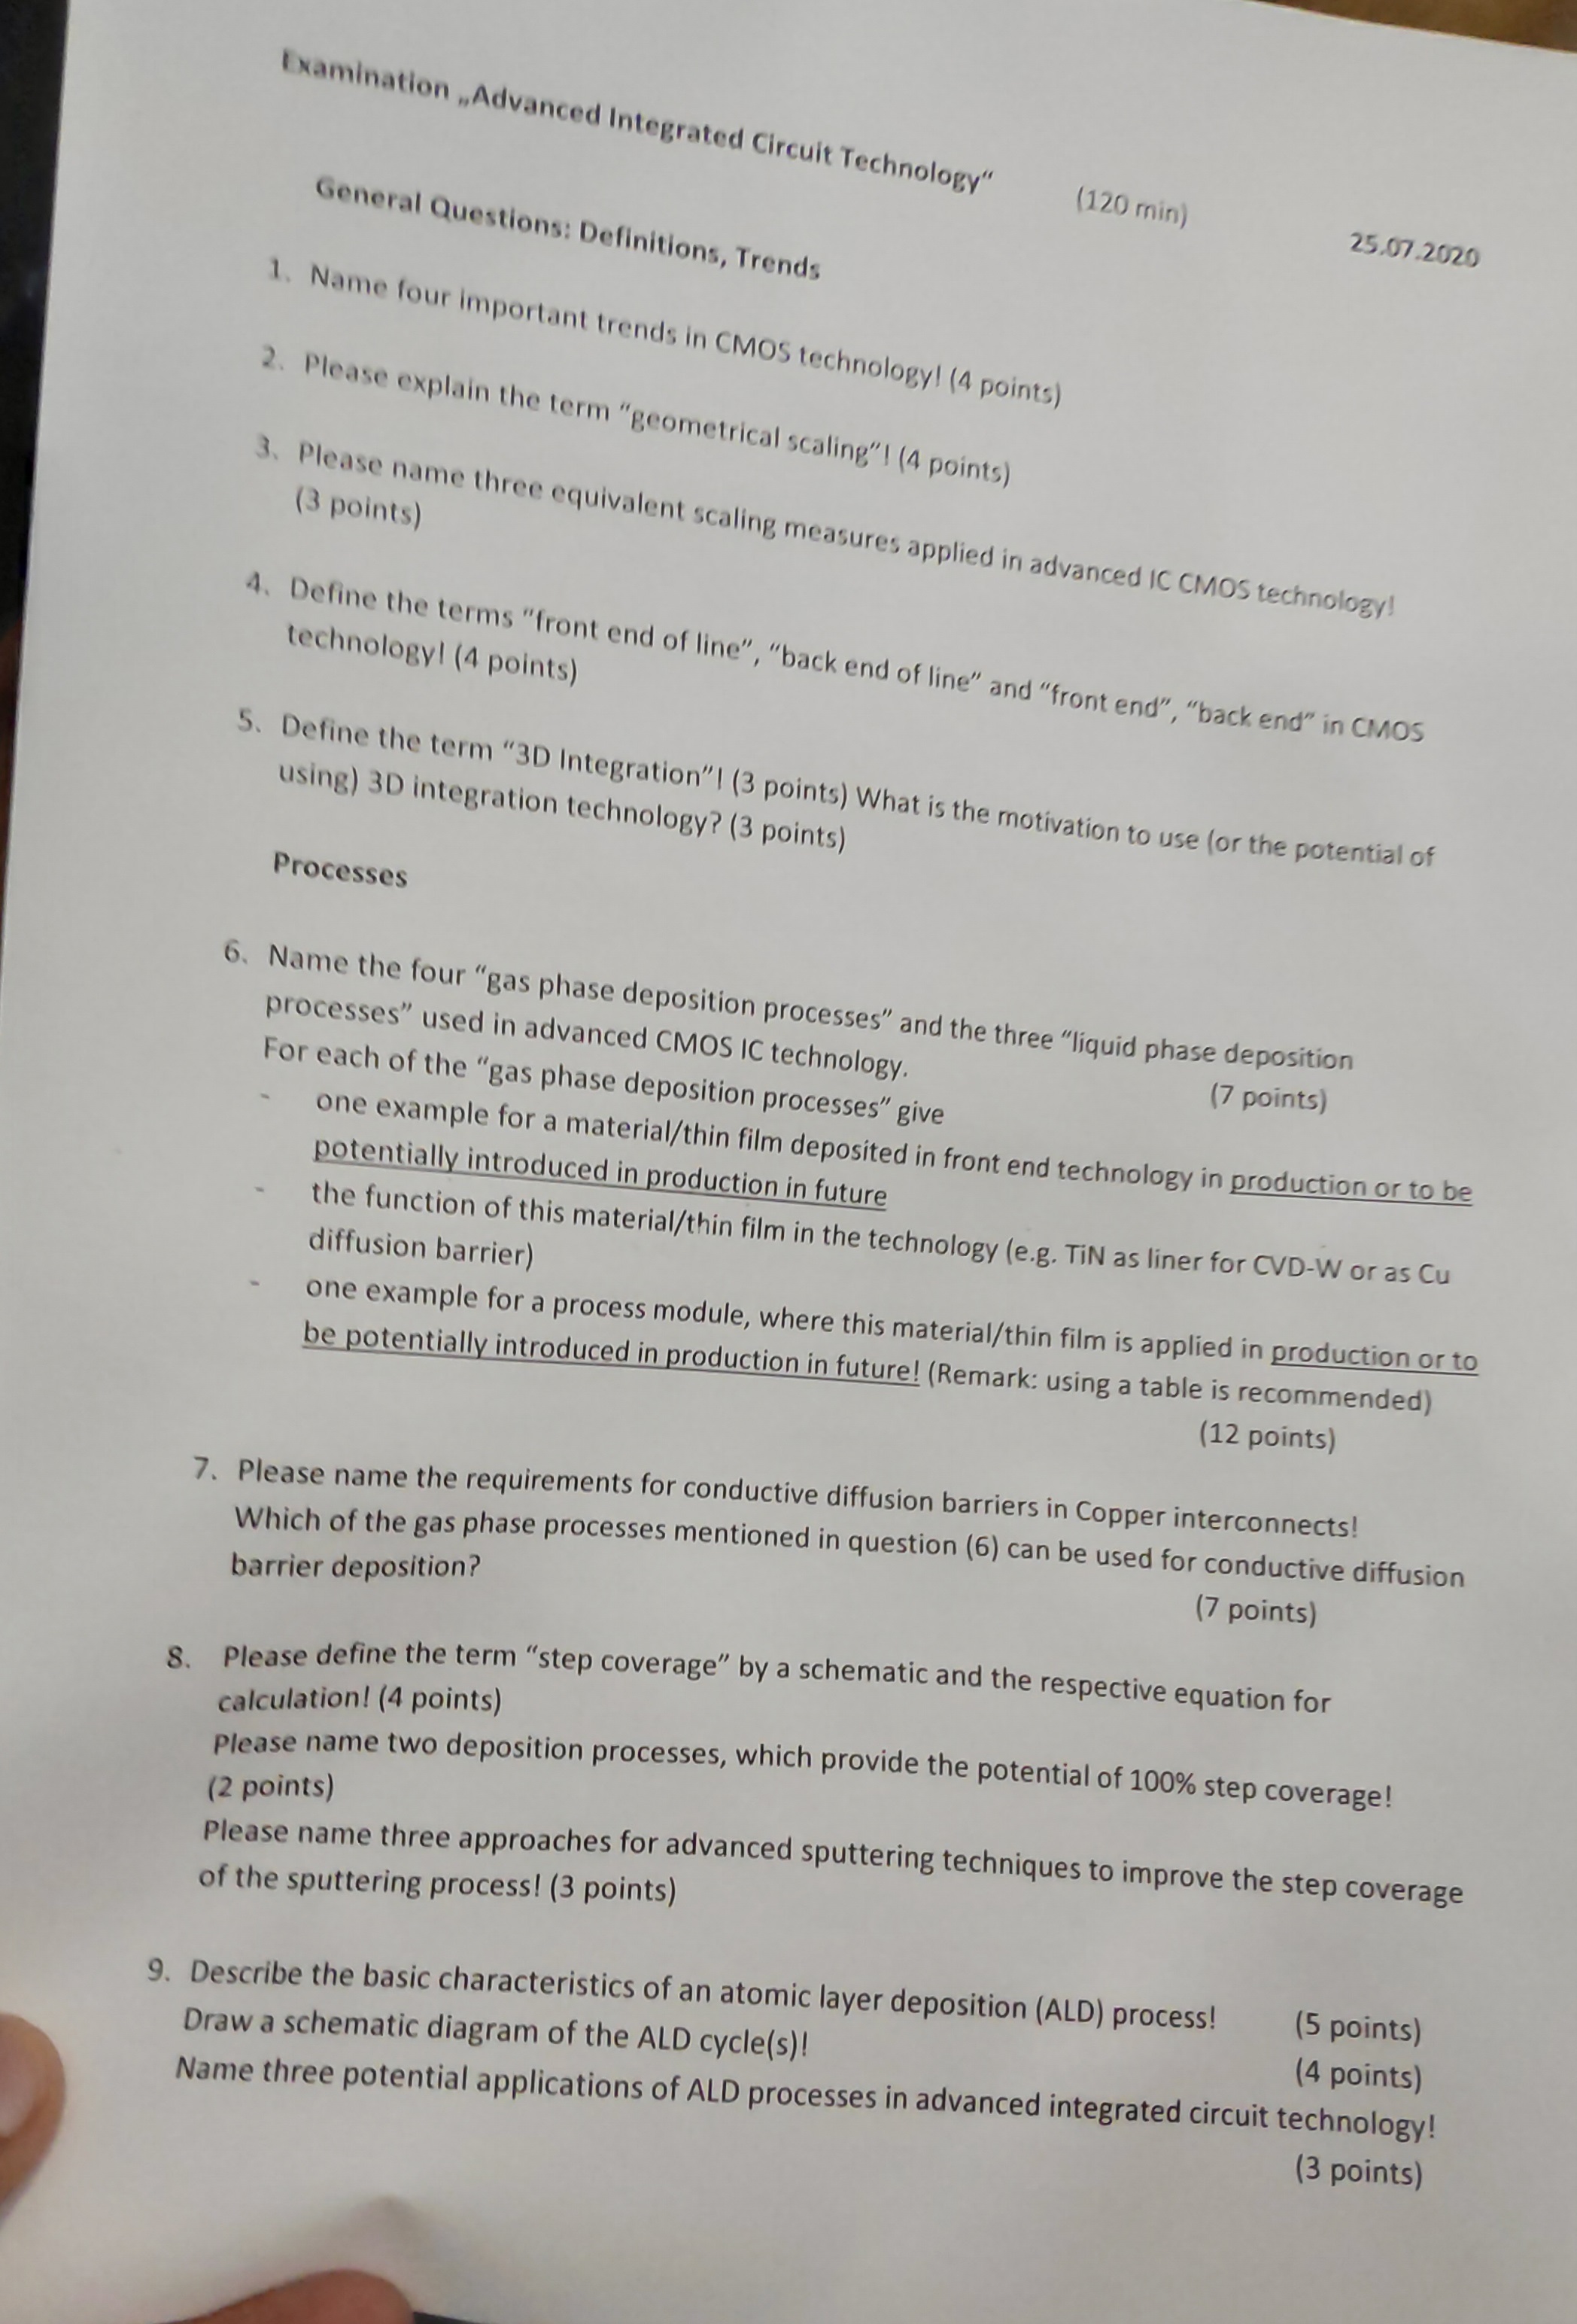 Examination „Advanced Integrated Circuit Technology“ (120 min) 25.07.2020
General Questions: Definitions, Trends
1. Name four important trends in CMOS technology! (4 points)
2. Please explain the term “geometrical scaling”! (4 points)
3. Please name three equivalent scaling measures applied in advanced IC CMOS technology!
(3 points)
4. Define the terms “front end of line”, “back end of line” and “front end”, “back end” in CMOS
technology! (4 points)
5. Define the term “3D Integration”! (3 points) What is the motivation to use (or the potential of
using) 3D integration technology? (3 points)
Processes
6. Name the four “gas phase deposition processes” and the three “liquid phase deposition
processes” used in advanced CMOS IC technology. (7 points)
For each of the “gas phase deposition processes” give
- one example for a material/thin film deposited in front end technology in production or to be
potentially introduced in production in future
- the function of this material/thin film in the technology (e.g. TiN as liner for CVD-W or as Cu
diffusion barrier)
- one example for a process module, where this material/thin film is applied in production or to
be potentially introduced in production in future! (Remark: using a table is recommended)
(12 points)
7. Please name the requirements for conductive diffusion barriers in Copper interconnects!
Which of the gas phase processes mentioned in question (6) can be used for conductive diffusion
barrier deposition? (7 points)
8. Please define the term “step coverage” by a schematic and the respective equation for
calculation! (4 points)
Please name two deposition processes, which provide the potential of 100% step coverage!
(2 points)
Please name three approaches for advanced sputtering techniques to improve the step coverage
of the sputtering process! (3 points)
9. Describe the basic characteristics of an atomic layer deposition (ALD) process! (5 points)
Draw a schematic diagram of the ALD cycle(s)! (4 points)
Name three potential applications of ALD processes in advanced integrated circuit technology!
(3 points)